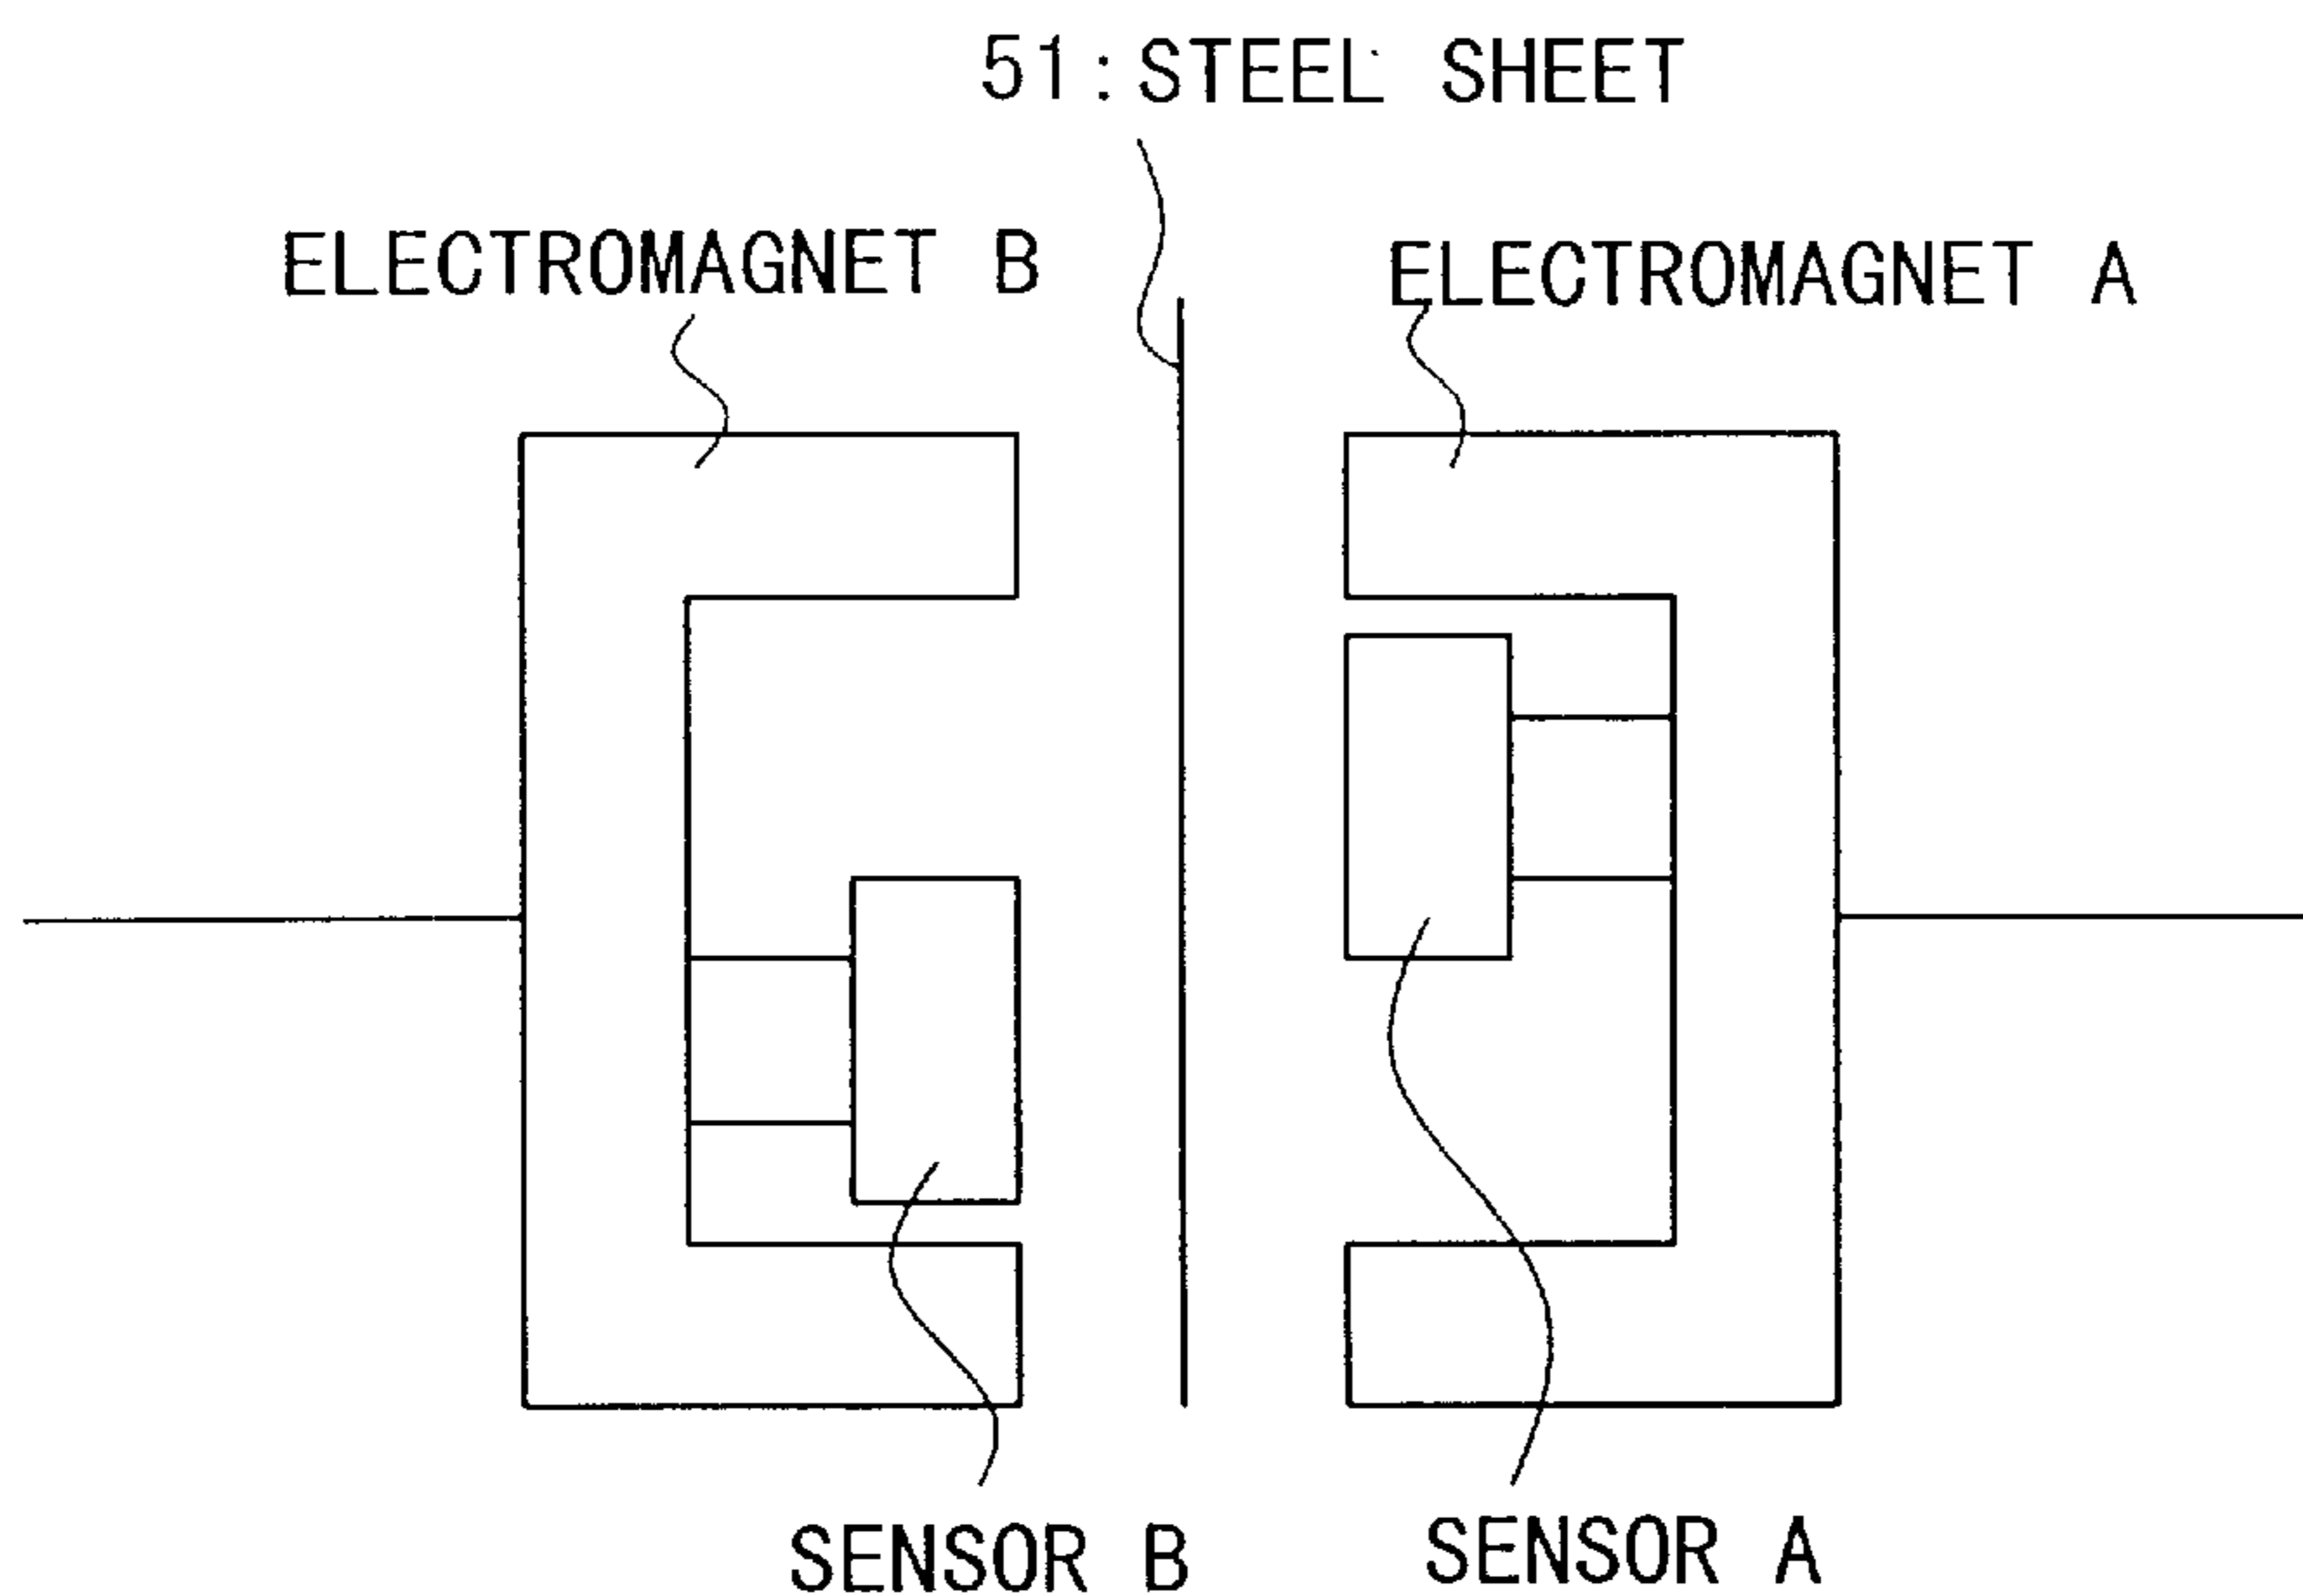 51:STEEL SHEET
ELECTROMAGNET B
ELECTROMAGNET A
SENSOR B
SENSOR A